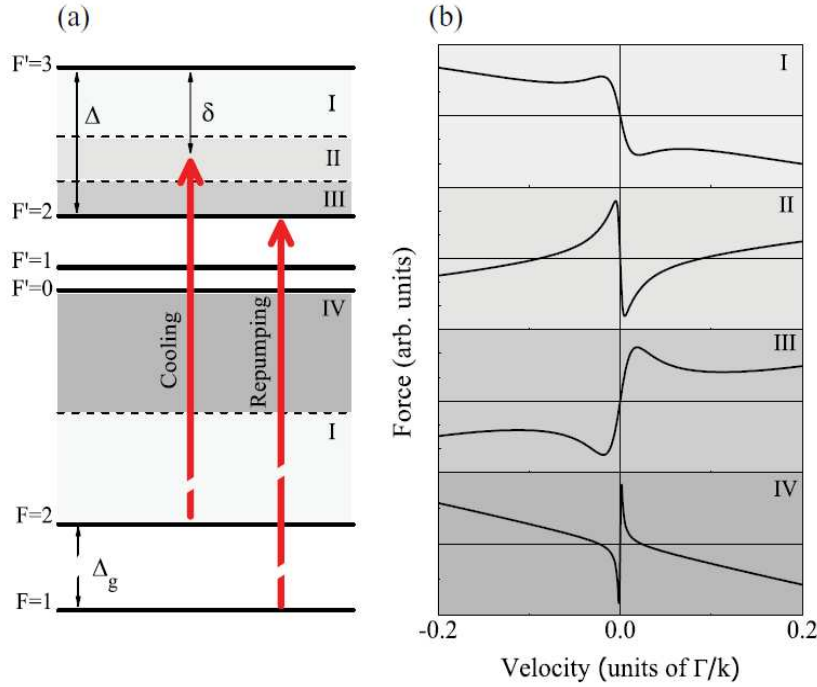 (a)
F'=3
I
Δ
δ
II
III
F'=2
F'=1
F'=0
IV
Cooling
Repumping
I
F=2
Δg
F=1
(b)
I
II
III
IV
Force (arb. units)
-0.2
0.0
0.2
Velocity (units of Γ/k)